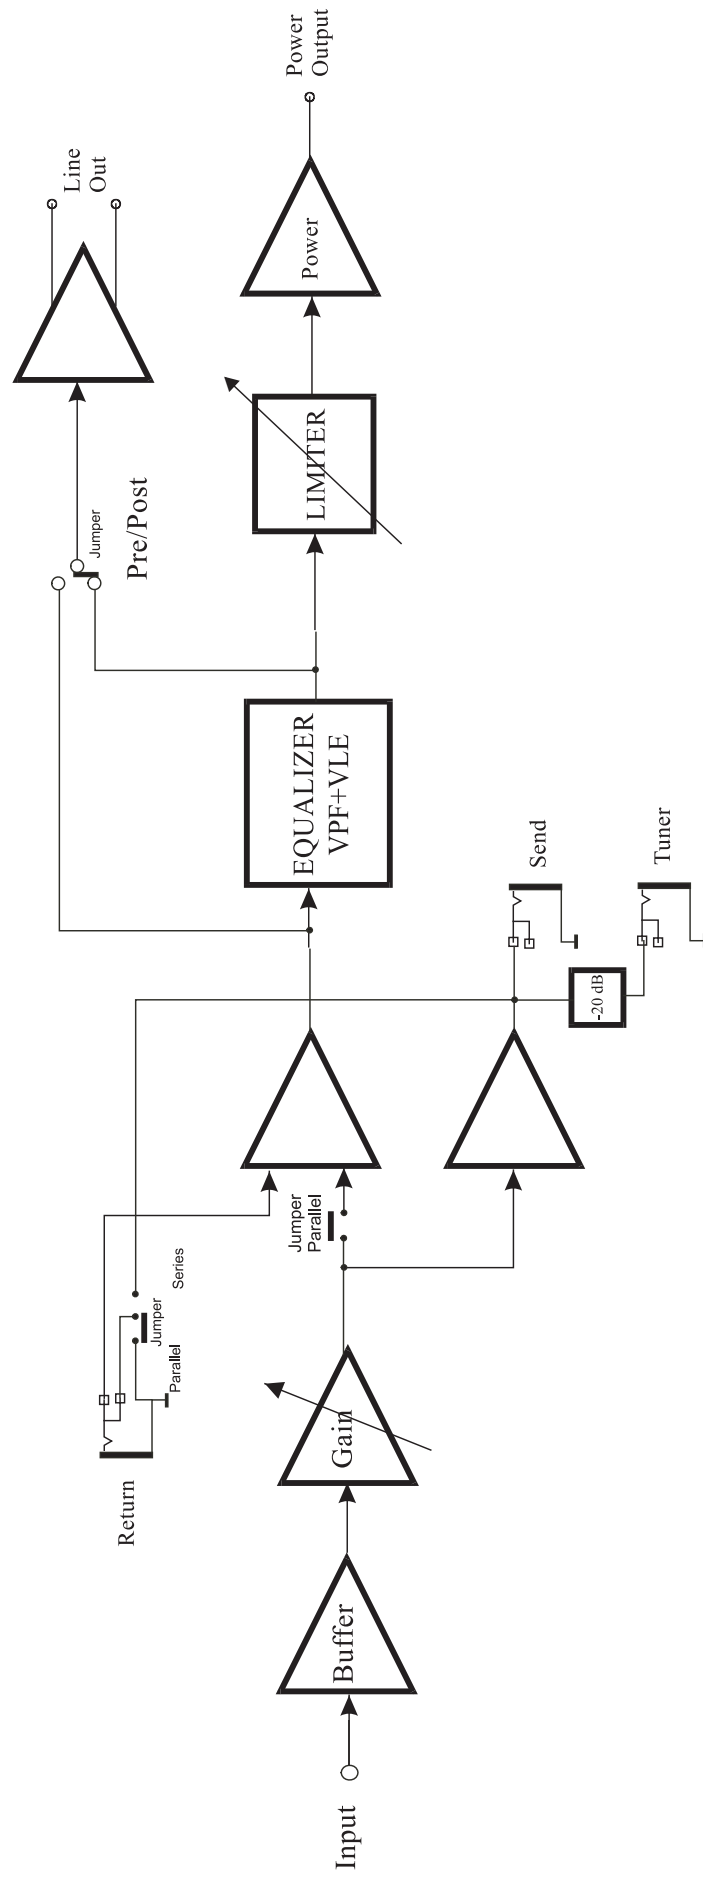 Input
Buffer
Gain
Return
Parallel
Jumper
Series
Jumper
Parallel
-20 dB
Send
Tuner
EQUALIZER
VPF+VLE
Jumper
Pre/Post
LIMITER
Power
Line
Out
Power
Output